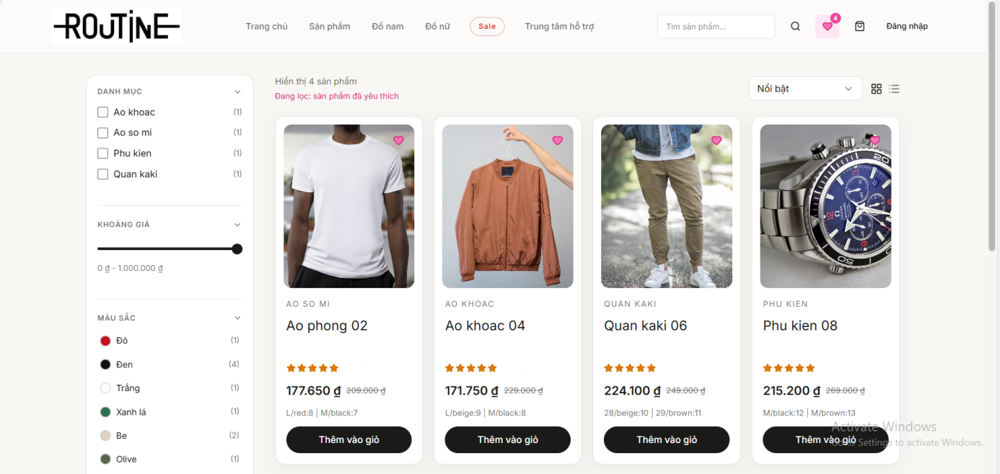 ROUTINE
Trang chủ
Sản phẩm
Đồ nam
Đồ nữ
Sale
Trung tâm hỗ trợ
Tìm sản phẩm...
4
Đăng nhập
DANH MỤC
Ao khoac (1)
Ao so mi (1)
Phu kien (1)
Quan kaki (1)
KHOẢNG GIÁ
0 ₫ - 1.000.000 ₫
MÀU SẮC
Đỏ (1)
Đen (4)
Trắng (1)
Xanh lá (1)
Be (2)
Olive (1)
Hiển thị 4 sản phẩm
Đang lọc: sản phẩm đã yêu thích
Nổi bật
AO SO MI
Ao phong 02
177.650 ₫ 209.000 ₫
L/red:8 | M/black:7
Thêm vào giỏ
AO KHOAC
Ao khoac 04
171.750 ₫ 229.000 ₫
L/beige:9 | M/black:8
Thêm vào giỏ
QUAN KAKI
Quan kaki 06
224.100 ₫ 249.000 ₫
28/beige:10 | 29/brown:11
Thêm vào giỏ
20
12
3
6
50
PHU KIEN
Phu kien 08
215.200 ₫ 269.000 ₫
M/black:12 | M/brown:13
Thêm vào giỏ
Activate Windows
Go to Settings to activate Windows.